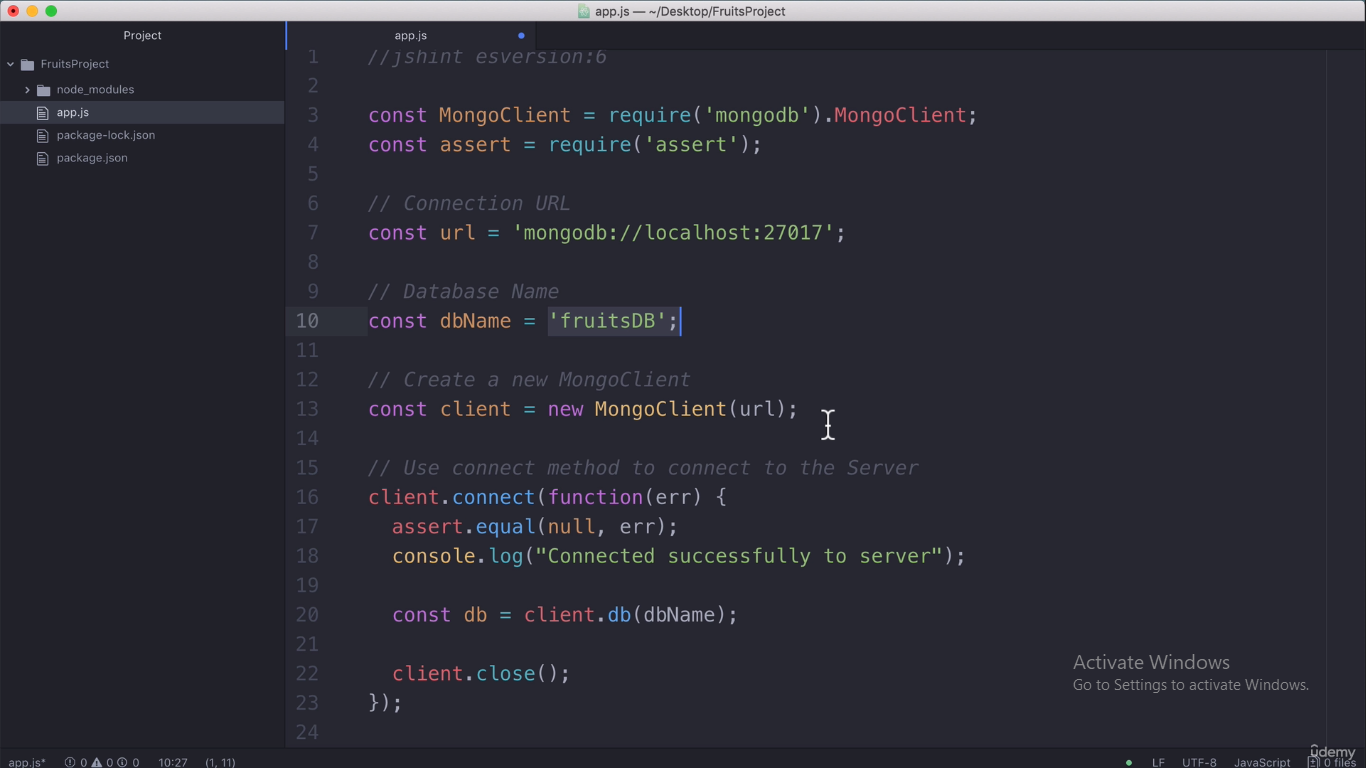 app.js — ~/Desktop/FruitsProject
Project
app.js
FruitsProject
node_modules
app.js
package-lock.json
package.json
1 //jshint esversion:6
2
3 const MongoClient = require('mongodb').MongoClient;
4 const assert = require('assert');
5
6 // Connection URL
7 const url = 'mongodb://localhost:27017';
8
9 // Database Name
10 const dbName = 'fruitsDB';
11
12 // Create a new MongoClient
13 const client = new MongoClient(url);
14
15 // Use connect method to connect to the Server
16 client.connect(function(err) {
17 assert.equal(null, err);
18 console.log("Connected successfully to server");
19
20 const db = client.db(dbName);
21
22 client.close();
23 });
24
Activate Windows
Go to Settings to activate Windows.
ûdemy
app.js* 0 0 0 10:27 (1, 11) LF UTF-8 JavaScript 0 files